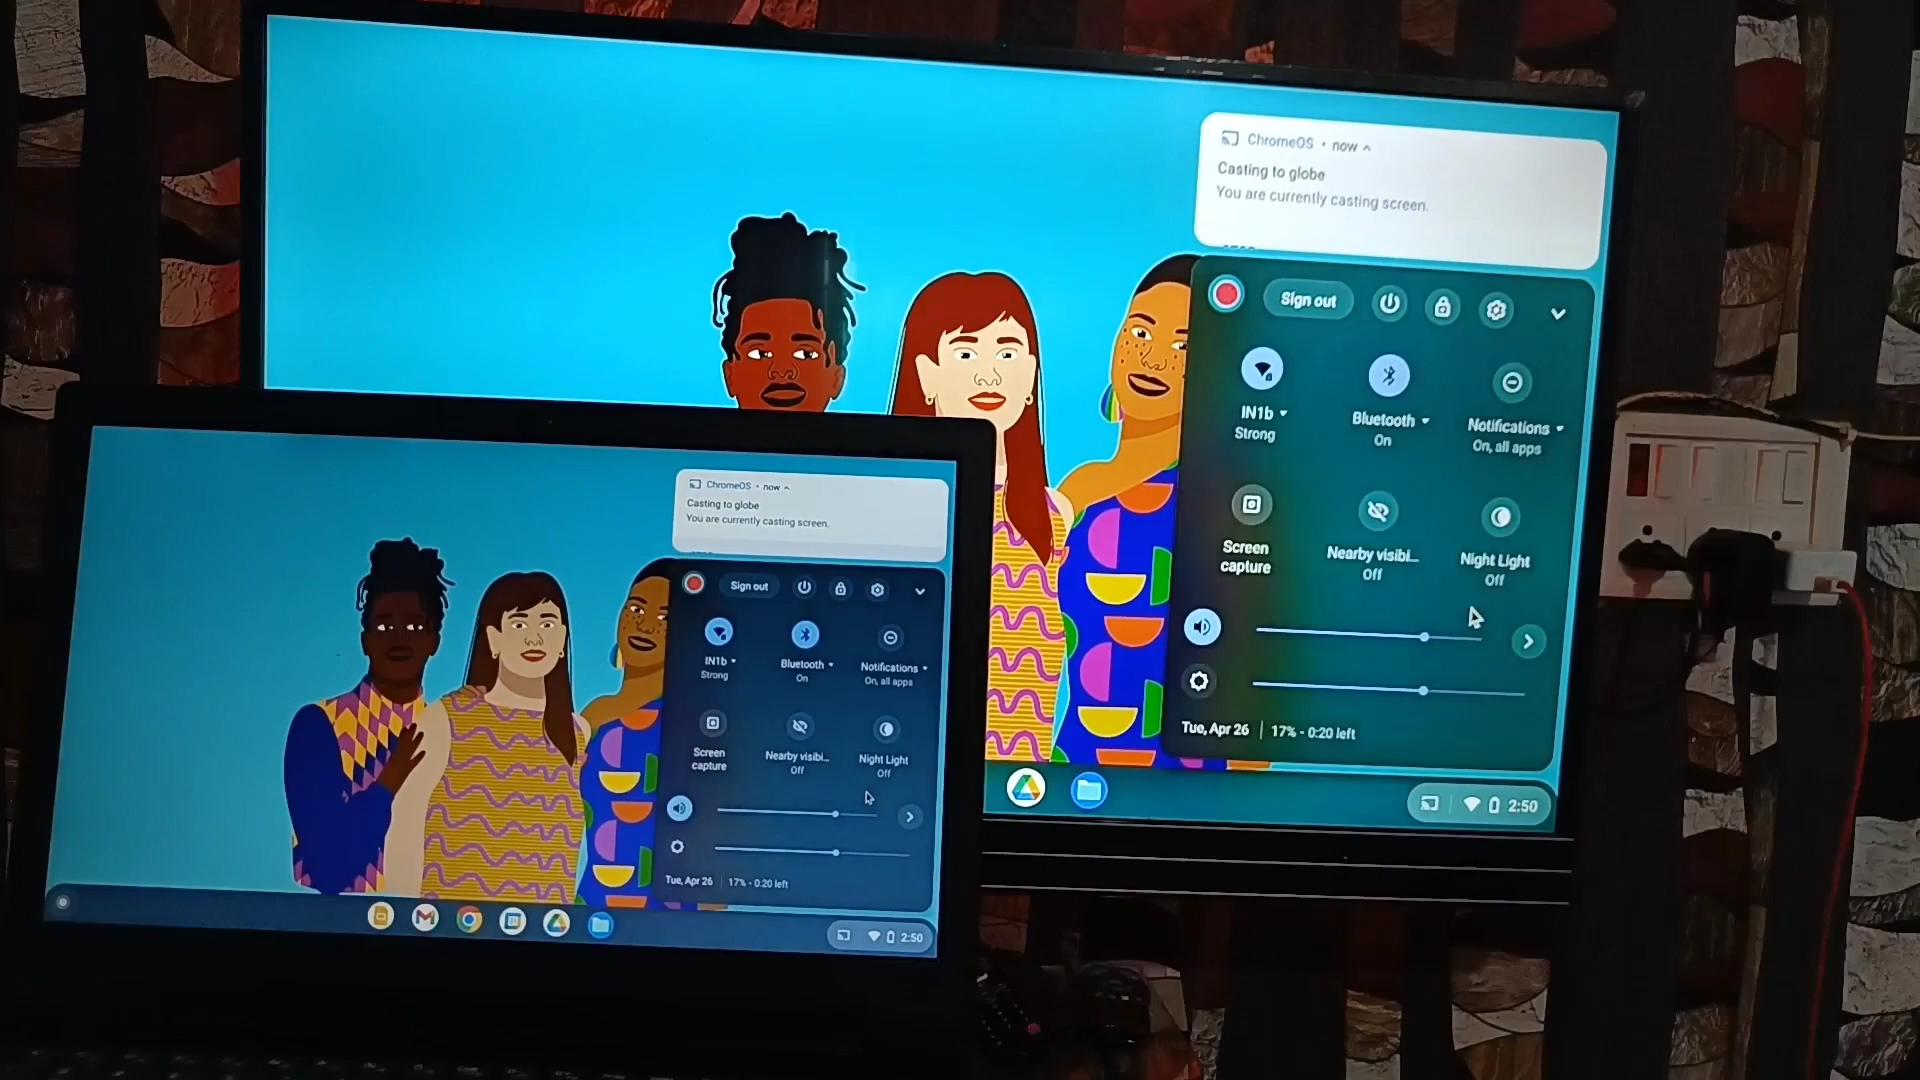 ChromeOS • now
Casting to globe
You are currently casting screen.
Sign out
IN1b
Strong
Bluetooth
On
Notifications
On, all apps
Screen
capture
Nearby visibi...
Off
Night Light
Off
Tue, Apr 26 | 17% - 0:20 left
2:50
ChromeOS • now
Casting to globe
You are currently casting screen.
Sign out
IN1b
Strong
Bluetooth
On
Notifications
On, all apps
Screen
capture
Nearby visibi...
Off
Night Light
Off
Tue, Apr 26 | 17% - 0:20 left
2:50